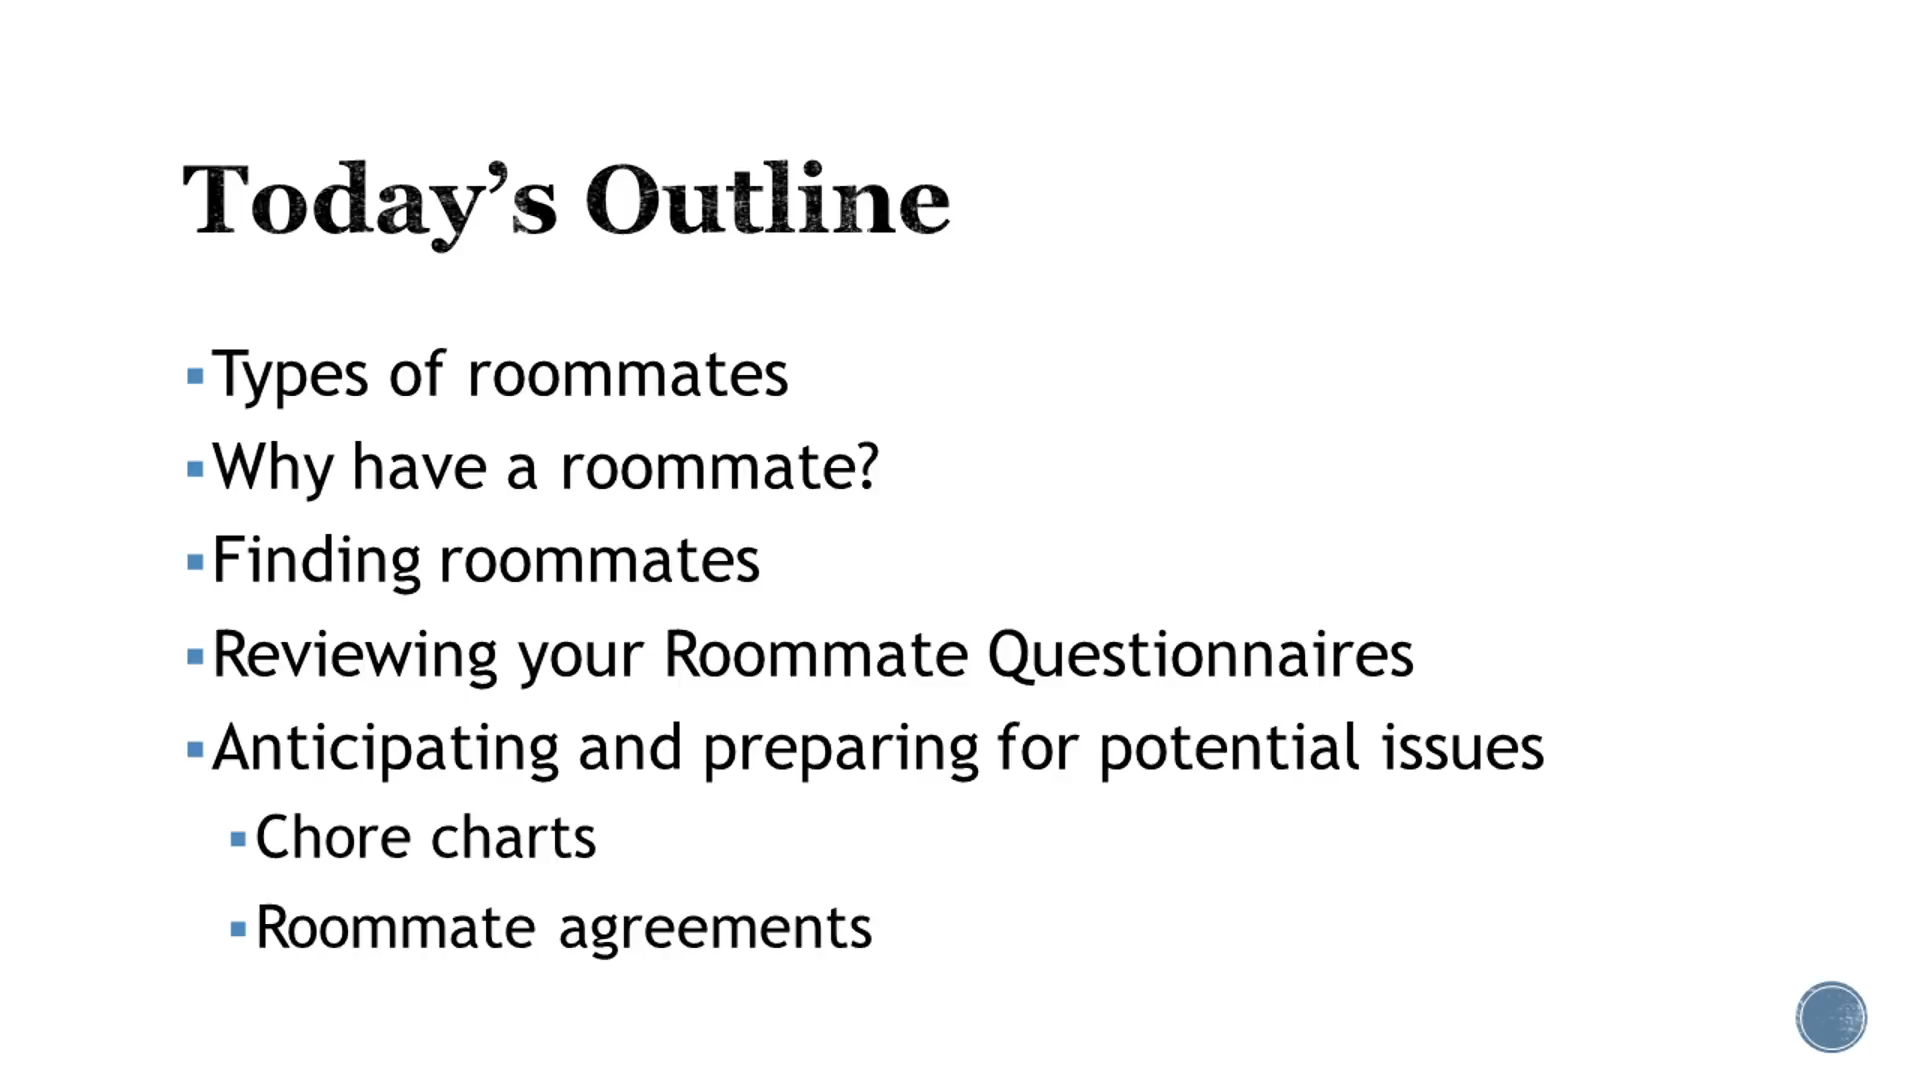 Today’s Outline
▪Types of roommates
▪Why have a roommate?
▪Finding roommates
▪Reviewing your Roommate Questionnaires
▪Anticipating and preparing for potential issues
▪Chore charts
▪Roommate agreements